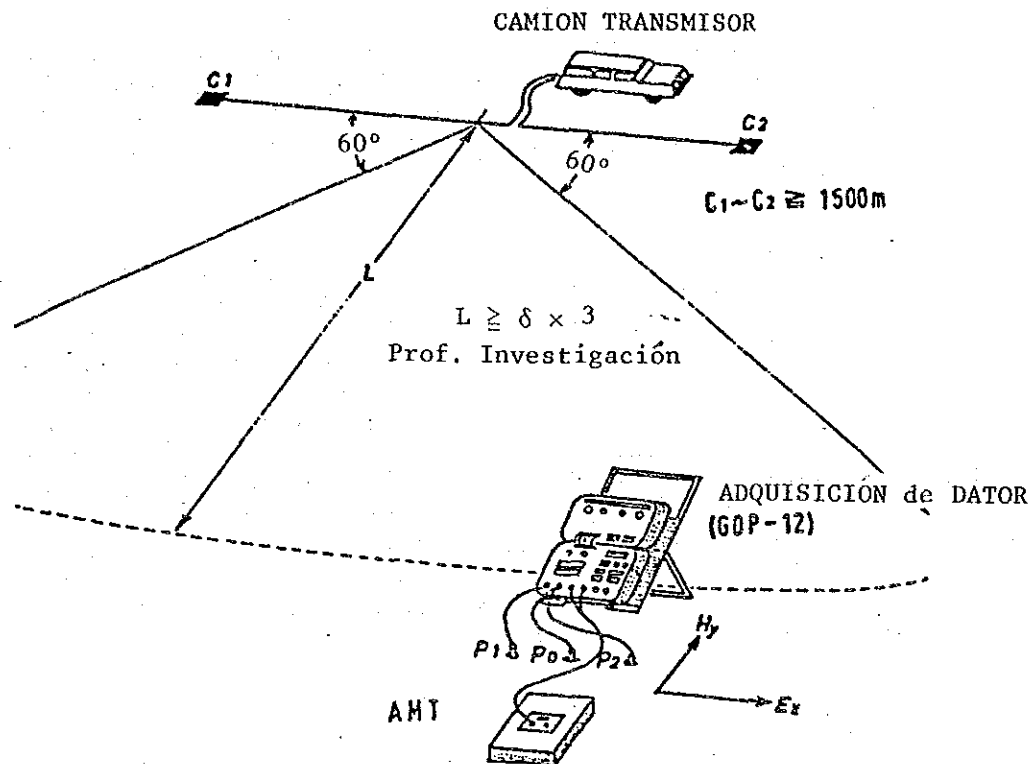 CAMION TRANSMISOR
C1
60°
60°
C2
C1~C2 ≧ 1500m
L
L ≧ δ × 3
Prof. Investigación
ADQUISICIÓN de DATOR
(GDP-12)
P1 P0 P2
Hy
Ex
AMT